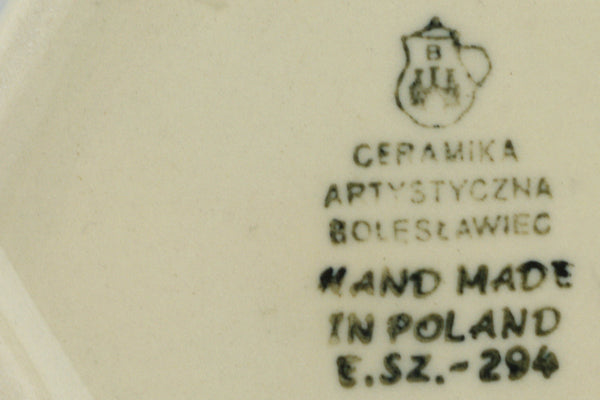 B
CERAMIKA
ARTYSTYCZNA
BOLESŁAWIEC
HAND MADE
IN POLAND
E.SZ.-294